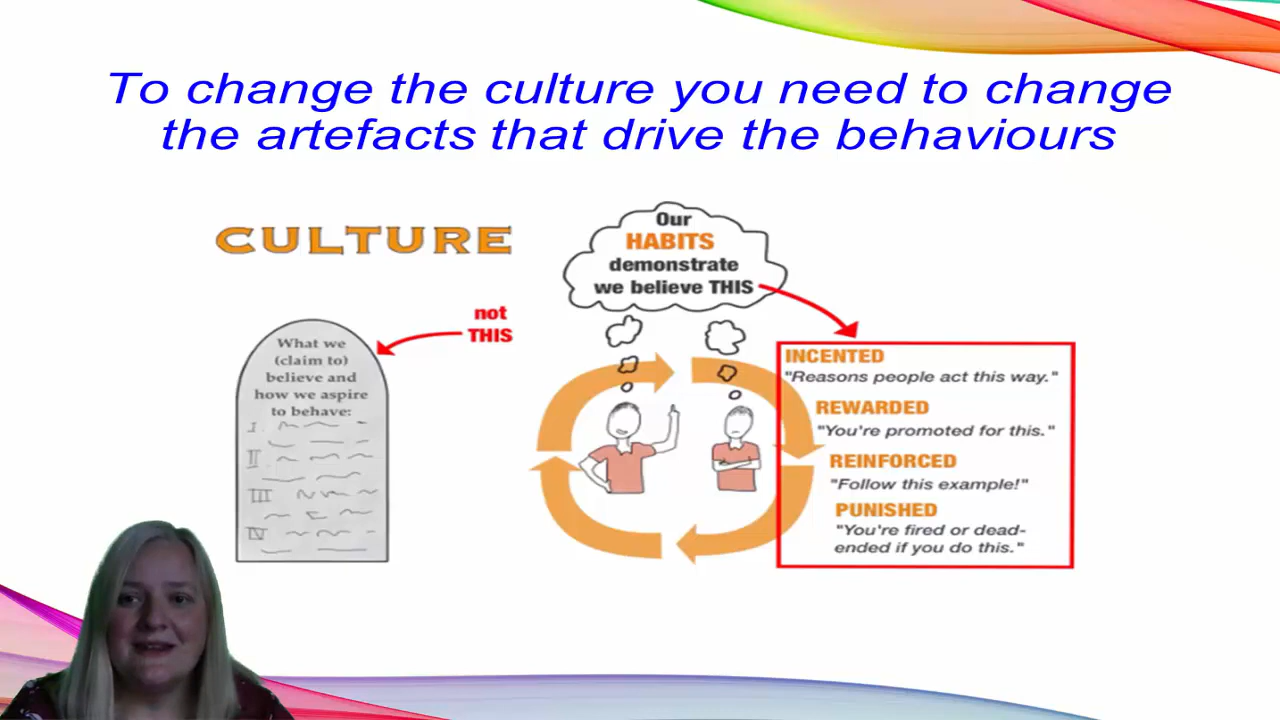 To change the culture you need to change
the artefacts that drive the behaviours
CULTURE
not
THIS
What we
(claim to)
believe and
how we aspire
to behave:
I
II
III
IV
Our
HABITS
demonstrate
we believe THIS
INCENTED
"Reasons people act this way."
REWARDED
"You're promoted for this."
REINFORCED
"Follow this example!"
PUNISHED
"You're fired or dead-
ended if you do this."